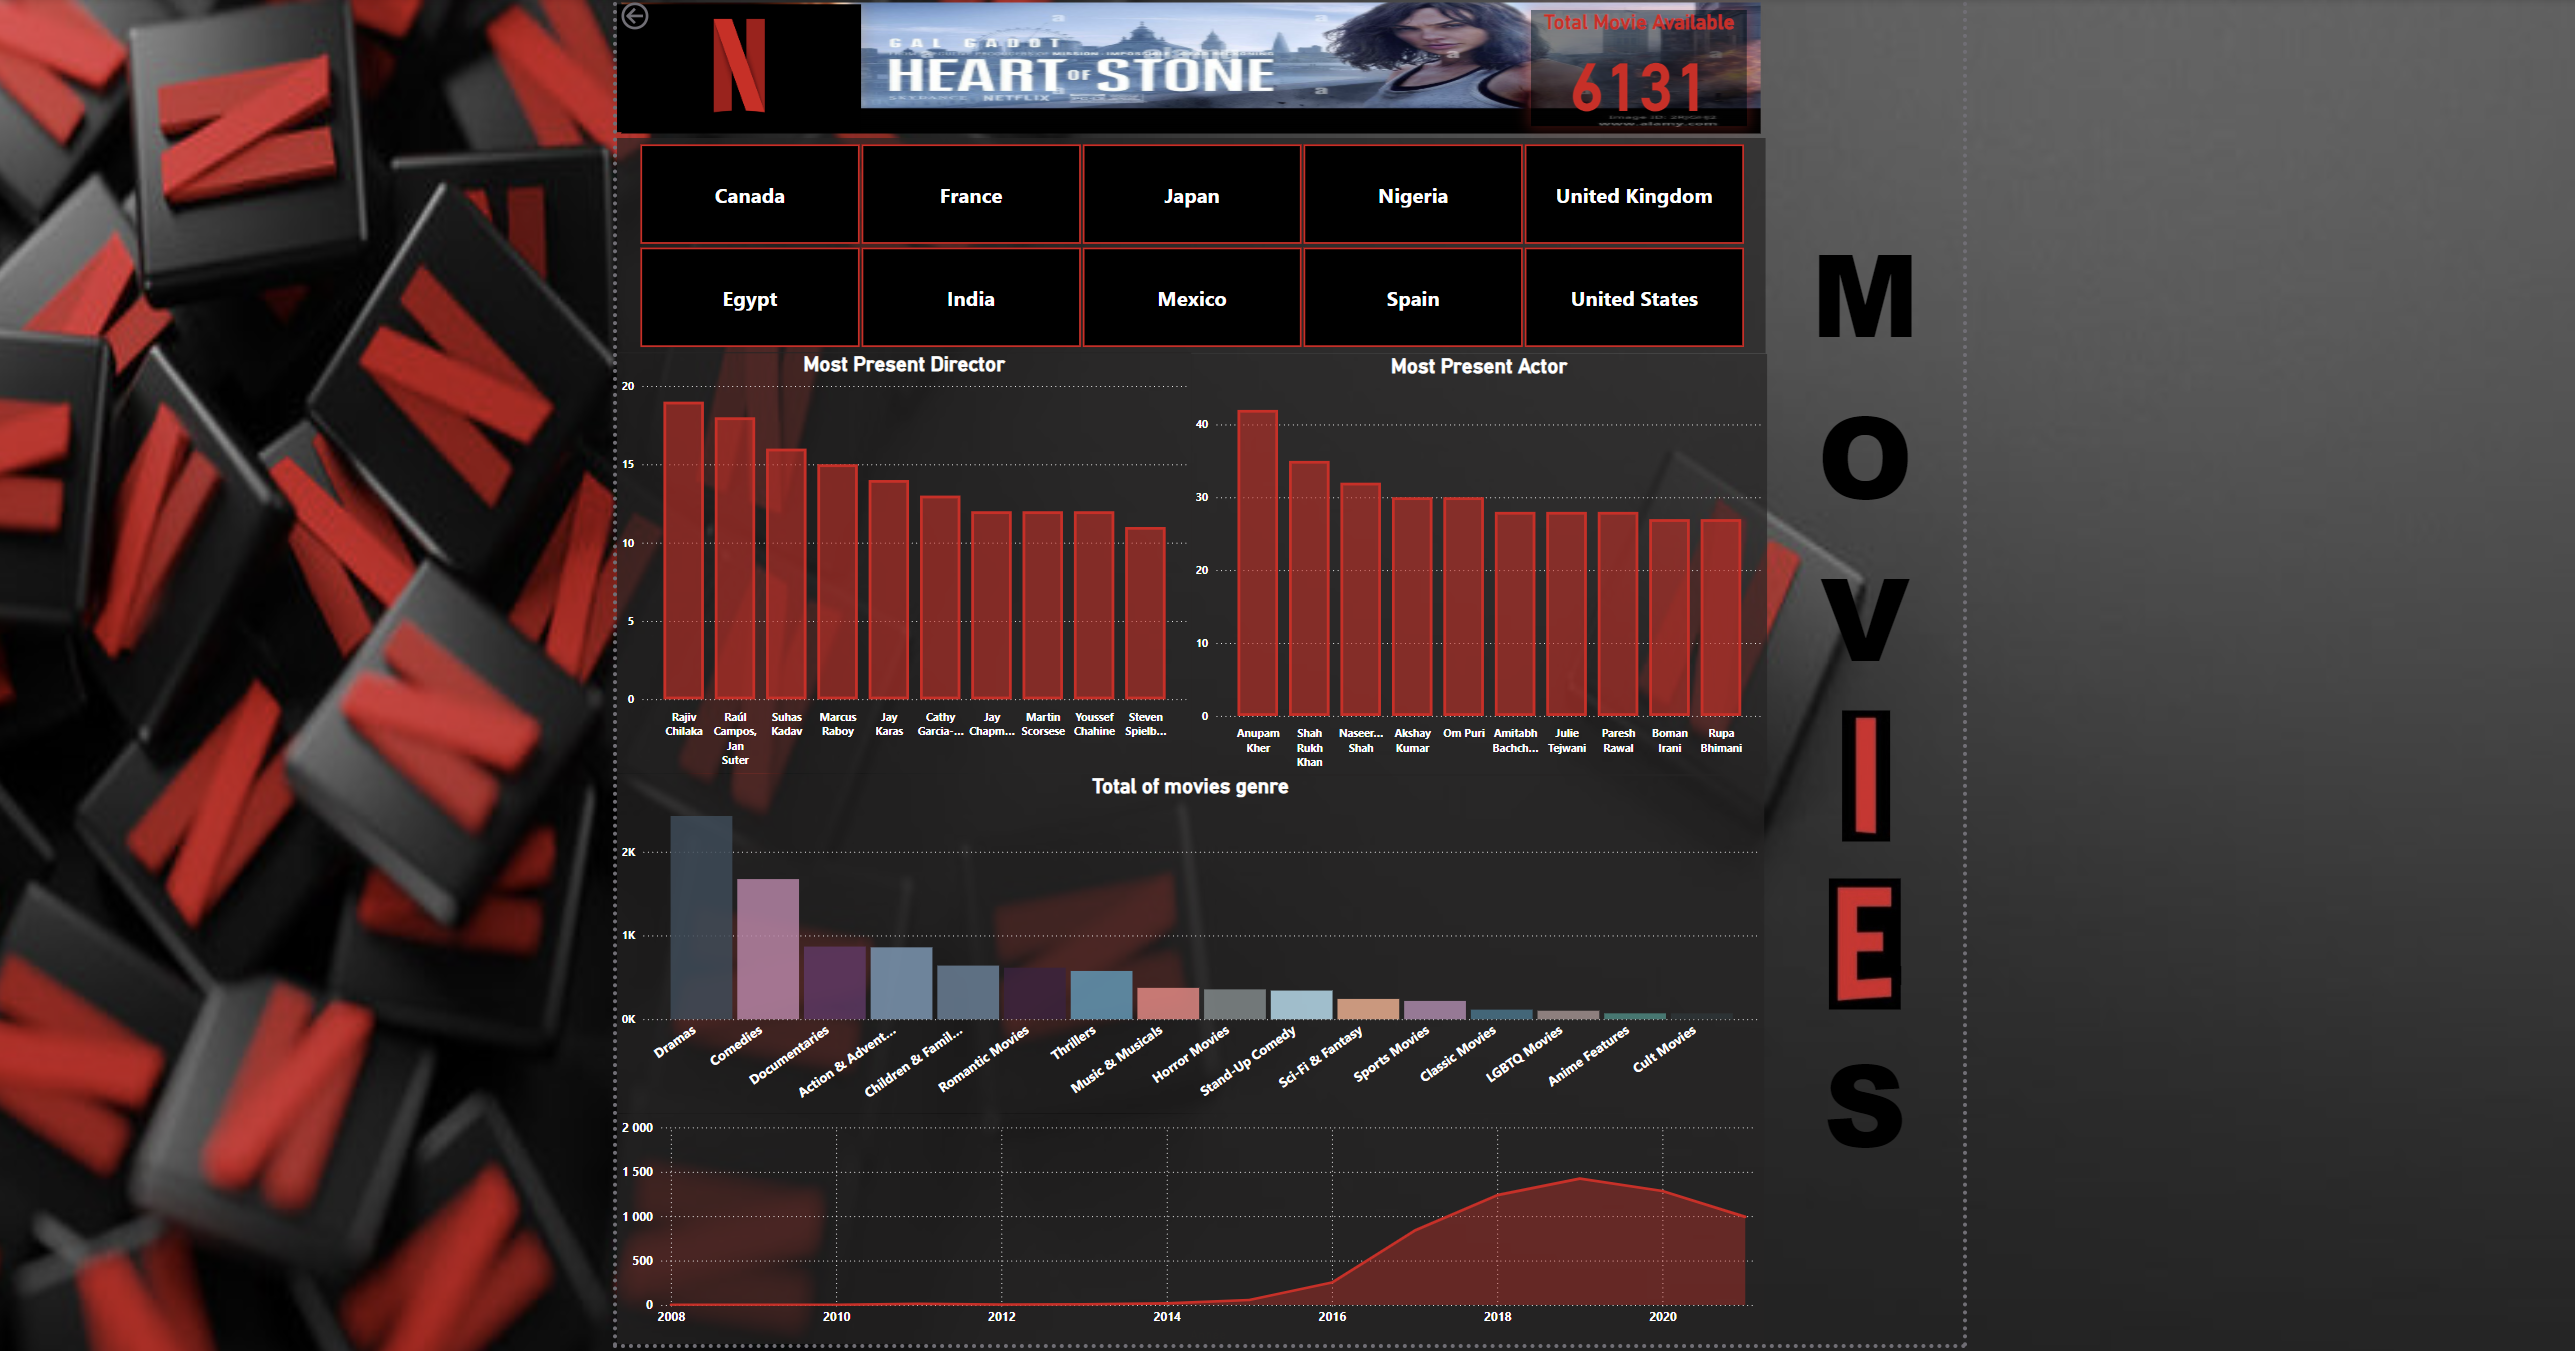 N
GAL GADOT
HEART OF STONE
SKYDANCE NETFLIX
Total Movie Available
6131
www.alamy.com
Canada
France
Japan
Nigeria
United Kingdom
Egypt
India
Mexico
Spain
United States
Most Present Director
20
15
10
5
0
Rajiv Chilaka
Raúl Campos, Jan Suter
Suhas Kadav
Marcus Raboy
Jay Karas
Cathy Garcia-...
Jay Chapm...
Martin Scorsese
Youssef Chahine
Steven Spielb...
Most Present Actor
40
30
20
10
0
Anupam Kher
Shah Rukh Khan
Naseer... Shah
Akshay Kumar
Om Puri
Amitabh Bachch...
Julie Tejwani
Paresh Rawal
Boman Irani
Rupa Bhimani
Total of movies genre
2K
1K
0K
Dramas
Comedies
Documentaries
Action & Advent...
Children & Famil...
Romantic Movies
Thrillers
Music & Musicals
Horror Movies
Stand-Up Comedy
Sci-Fi & Fantasy
Sports Movies
Classic Movies
LGBTQ Movies
Anime Features
Cult Movies
2 000
1 500
1 000
500
0
2008
2010
2012
2014
2016
2018
2020
M
O
V
I
E
S